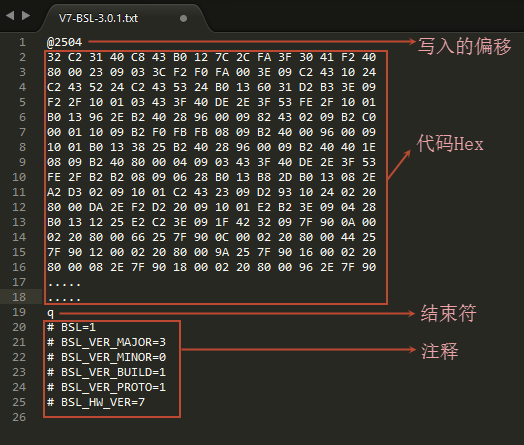 V7-BSL-3.0.1.txt
1 @2504 写入的偏移
2 32 C2 31 40 C8 43 B0 12 7C 2C FA 3F 30 41 F2 40
3 80 00 23 09 03 3C F2 F0 FA 00 3E 09 C2 43 10 24
4 C2 43 52 24 C2 43 53 24 B0 13 60 31 D2 B3 3E 09
5 F2 2F 10 01 03 43 3F 40 DE 2E 3F 53 FE 2F 10 01
6 B0 13 96 2E B2 40 28 96 00 09 82 43 02 09 B2 C0
7 00 01 10 09 B2 F0 FB FB 08 09 B2 40 00 96 00 09
8 10 01 B0 13 38 25 B2 40 28 96 00 09 B2 40 40 1E 代码Hex
9 08 09 B2 40 80 00 04 09 03 43 3F 40 DE 2E 3F 53
10 FE 2F B2 B2 08 09 06 28 B0 13 B8 2D B0 13 08 2E
11 A2 D3 02 09 10 01 C2 43 23 09 D2 93 10 24 02 20
12 80 00 DA 2E F2 D2 20 09 10 01 E2 B2 3E 09 04 28
13 B0 13 12 25 E2 C2 3E 09 1F 42 32 09 7F 90 0A 00
14 02 20 80 00 66 25 7F 90 0C 00 02 20 80 00 44 25
15 7F 90 12 00 02 20 80 00 9A 25 7F 90 16 00 02 20
16 80 00 08 2E 7F 90 18 00 02 20 80 00 96 2E 7F 90
17 .....
18 .....
19 q 结束符
20 # BSL=1
21 # BSL_VER_MAJOR=3 注释
22 # BSL_VER_MINOR=0
23 # BSL_VER_BUILD=1
24 # BSL_VER_PROTO=1
25 # BSL_HW_VER=7
26